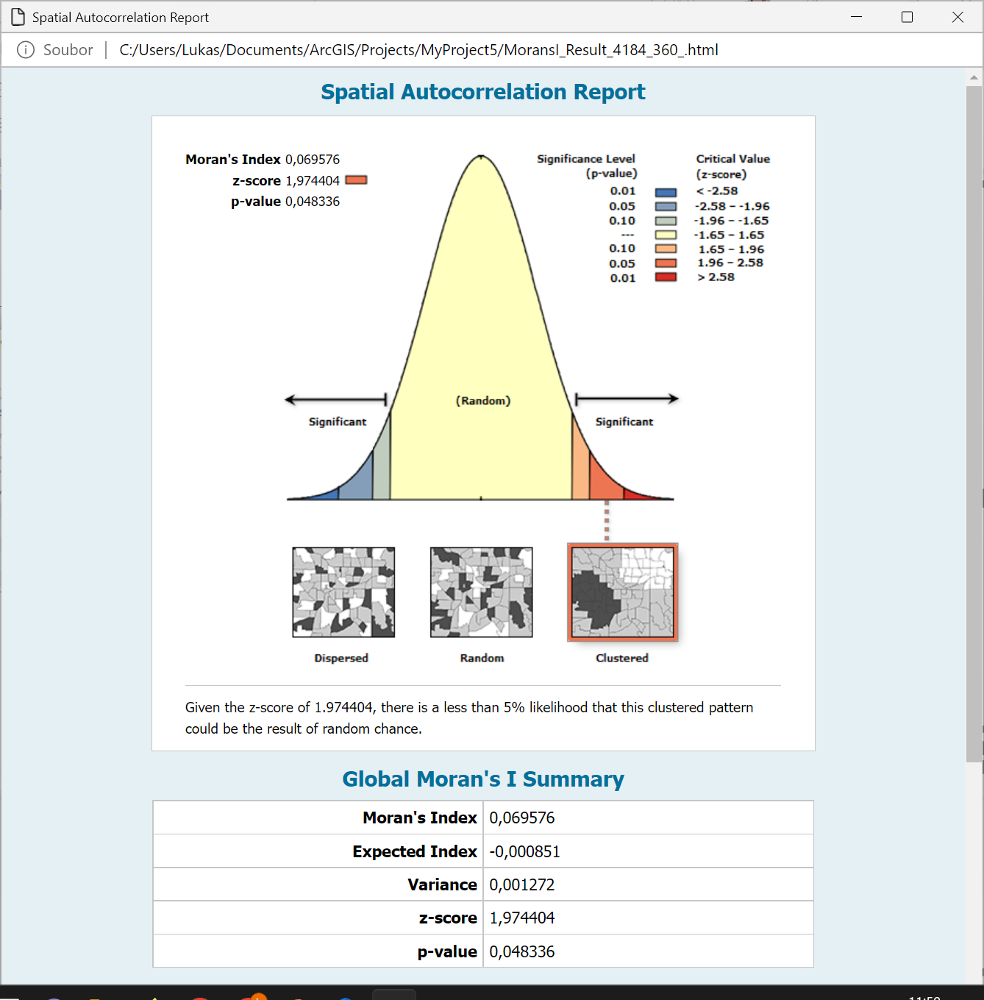 Spatial Autocorrelation Report
Soubor | C:/Users/Lukas/Documents/ArcGIS/Projects/MyProject5/MoransI_Result_4184_360_.html
Spatial Autocorrelation Report
Moran's Index 0,069576
z-score 1,974404
p-value 0,048336
Significance Level (p-value)
Critical Value (z-score)
0.01 < -2.58
0.05 -2.58 – -1.96
0.10 -1.96 – -1.65
--- -1.65 – 1.65
0.10 1.65 – 1.96
0.05 1.96 – 2.58
0.01 > 2.58
(Random)
Significant
Significant
Dispersed
Random
Clustered
Given the z-score of 1.974404, there is a less than 5% likelihood that this clustered pattern
could be the result of random chance.
Global Moran's I Summary
Moran's Index 0,069576
Expected Index -0,000851
Variance 0,001272
z-score 1,974404
p-value 0,048336